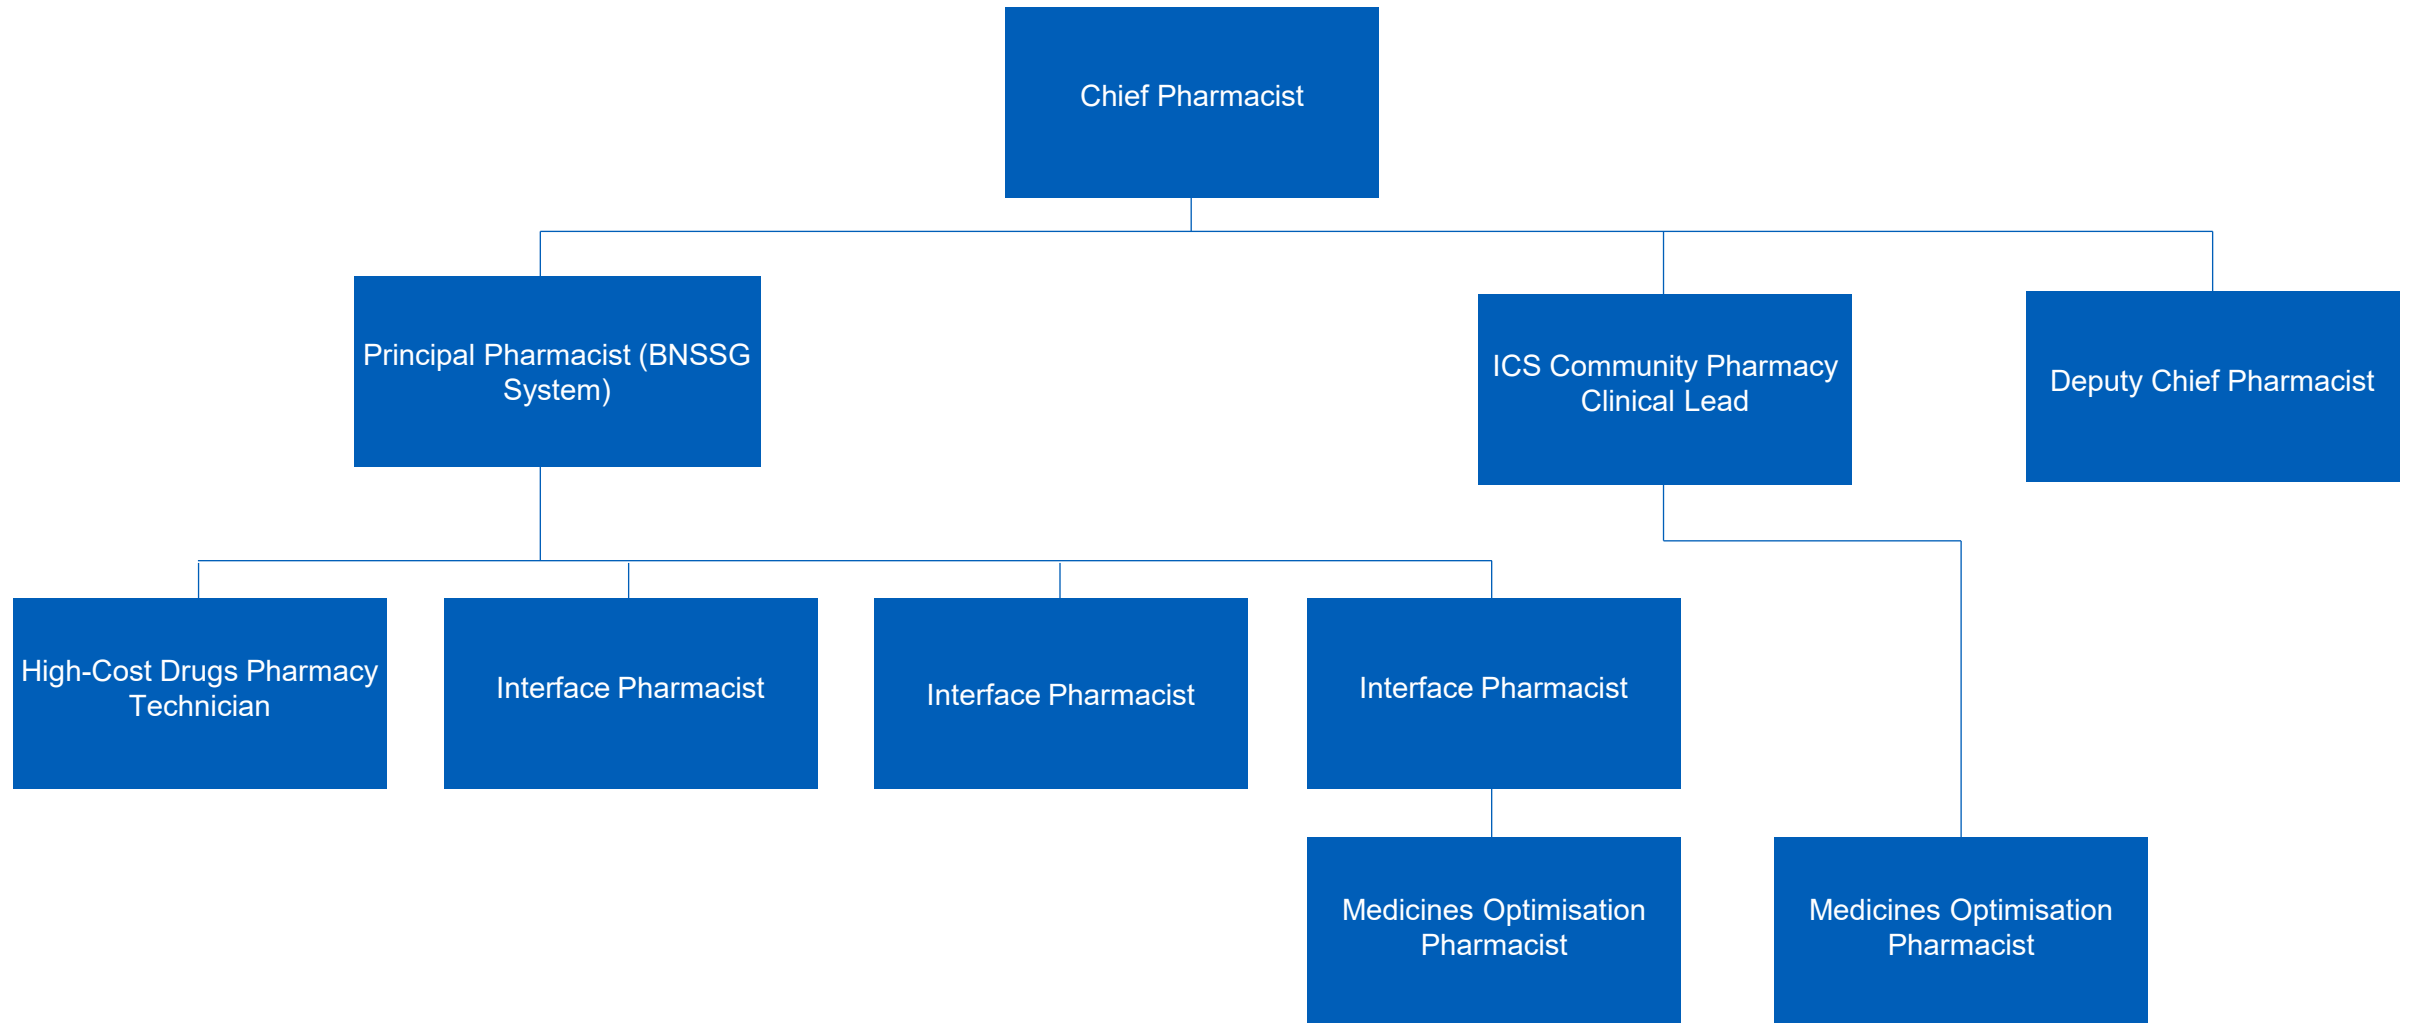 Chief Pharmacist
Principal Pharmacist (BNSSG
System)
ICS Community Pharmacy
Clinical Lead
Deputy Chief Pharmacist
High-Cost Drugs Pharmacy
Technician
Interface Pharmacist
Interface Pharmacist
Interface Pharmacist
Medicines Optimisation
Pharmacist
Medicines Optimisation
Pharmacist